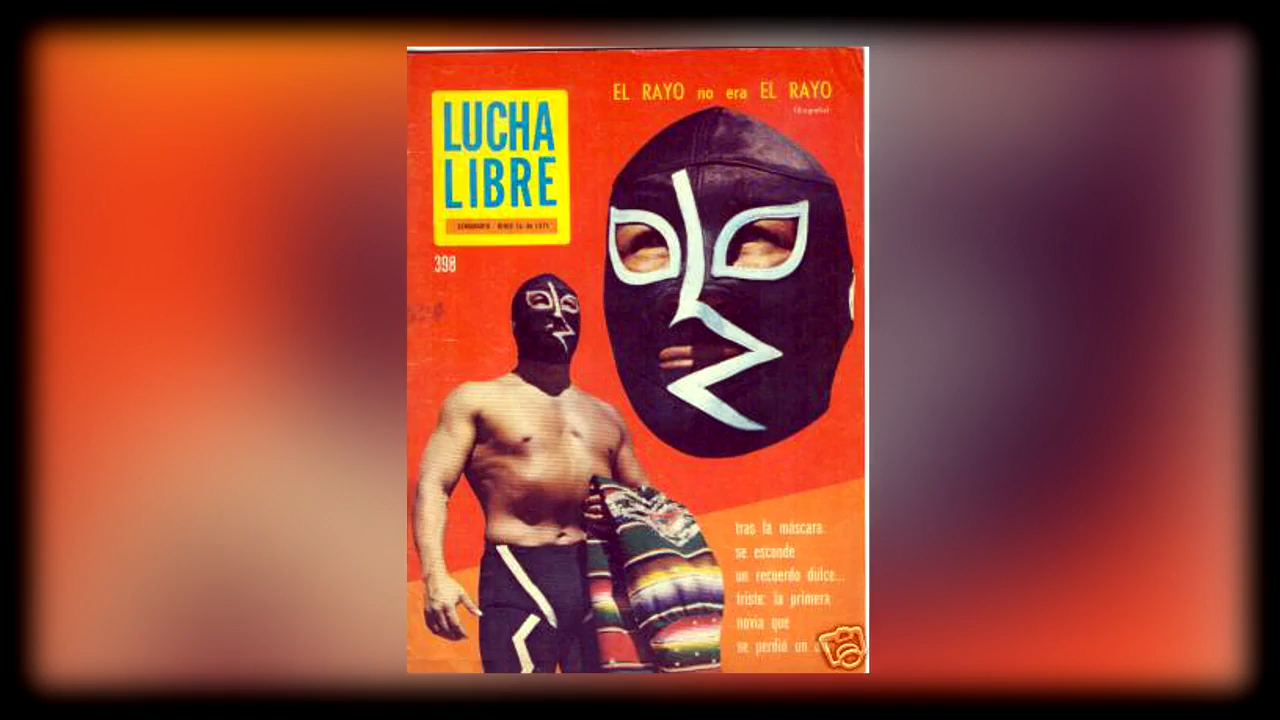 EL RAYO no era EL RAYO
LUCHA
LIBRE
398
tras la máscara.
se esconde
un recuerdo dulce...
triste: la primera
novia que
se perdió un